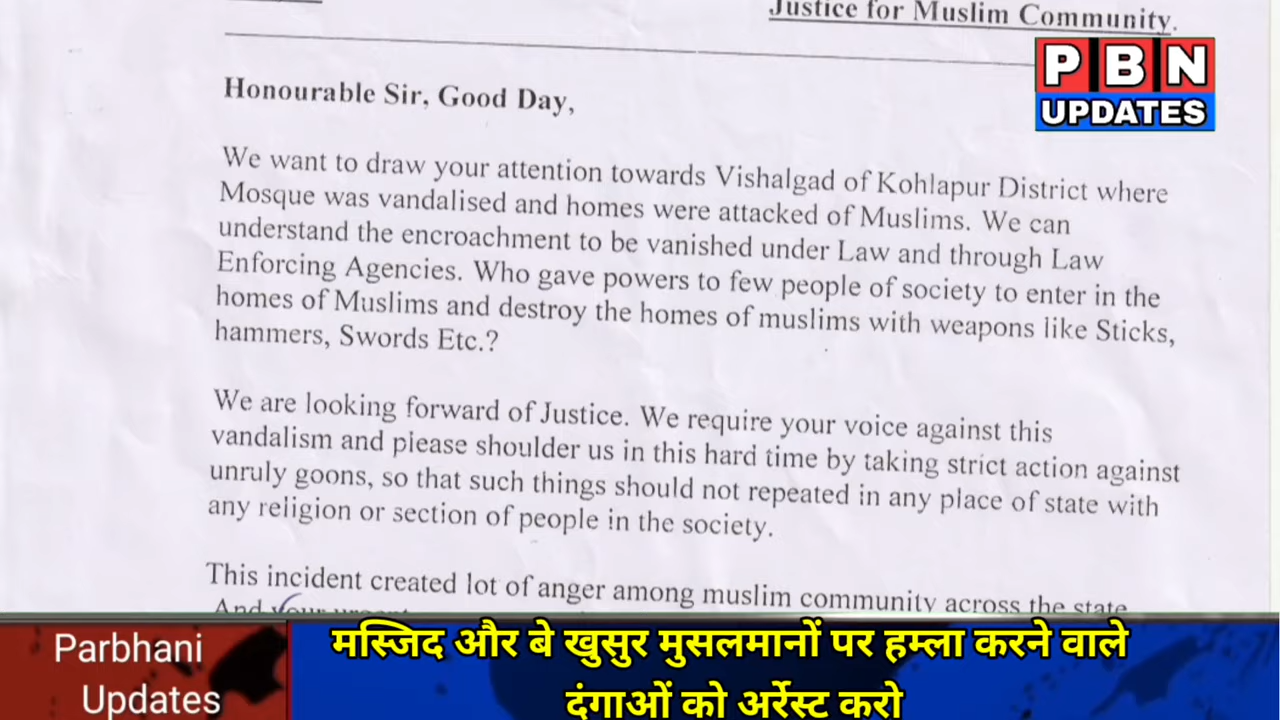 Justice for Muslim Community.
PBN
UPDATES
Honourable Sir, Good Day,
We want to draw your attention towards Vishalgad of Kohlapur District where
Mosque was vandalised and homes were attacked of Muslims. We can
understand the encroachment to be vanished under Law and through Law
Enforcing Agencies. Who gave powers to few people of society to enter in the
homes of Muslims and destroy the homes of muslims with weapons like Sticks,
hammers, Swords Etc.?
We are looking forward of Justice. We require your voice against this
vandalism and please shoulder us in this hard time by taking strict action against
unruly goons, so that such things should not repeated in any place of state with
any religion or section of people in the society.
This incident created lot of anger among muslim community across the state
And your urgent
Parbhani
Updates
मस्जिद और बे खुसुर मुसलमानों पर हम्ला करने वाले
दंगाओं को अर्रेस्ट करो